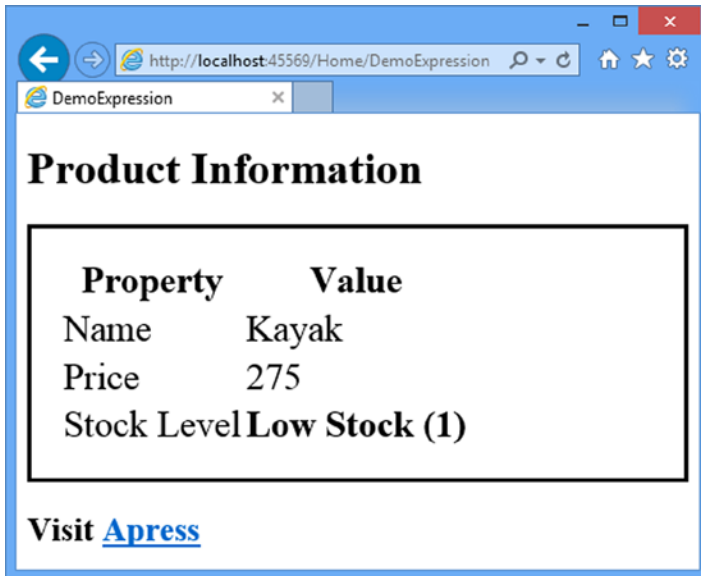 http://localhost:45569/Home/DemoExpression
DemoExpression
Product Information
Property Value
Name Kayak
Price 275
Stock Level Low Stock (1)
Visit Apress